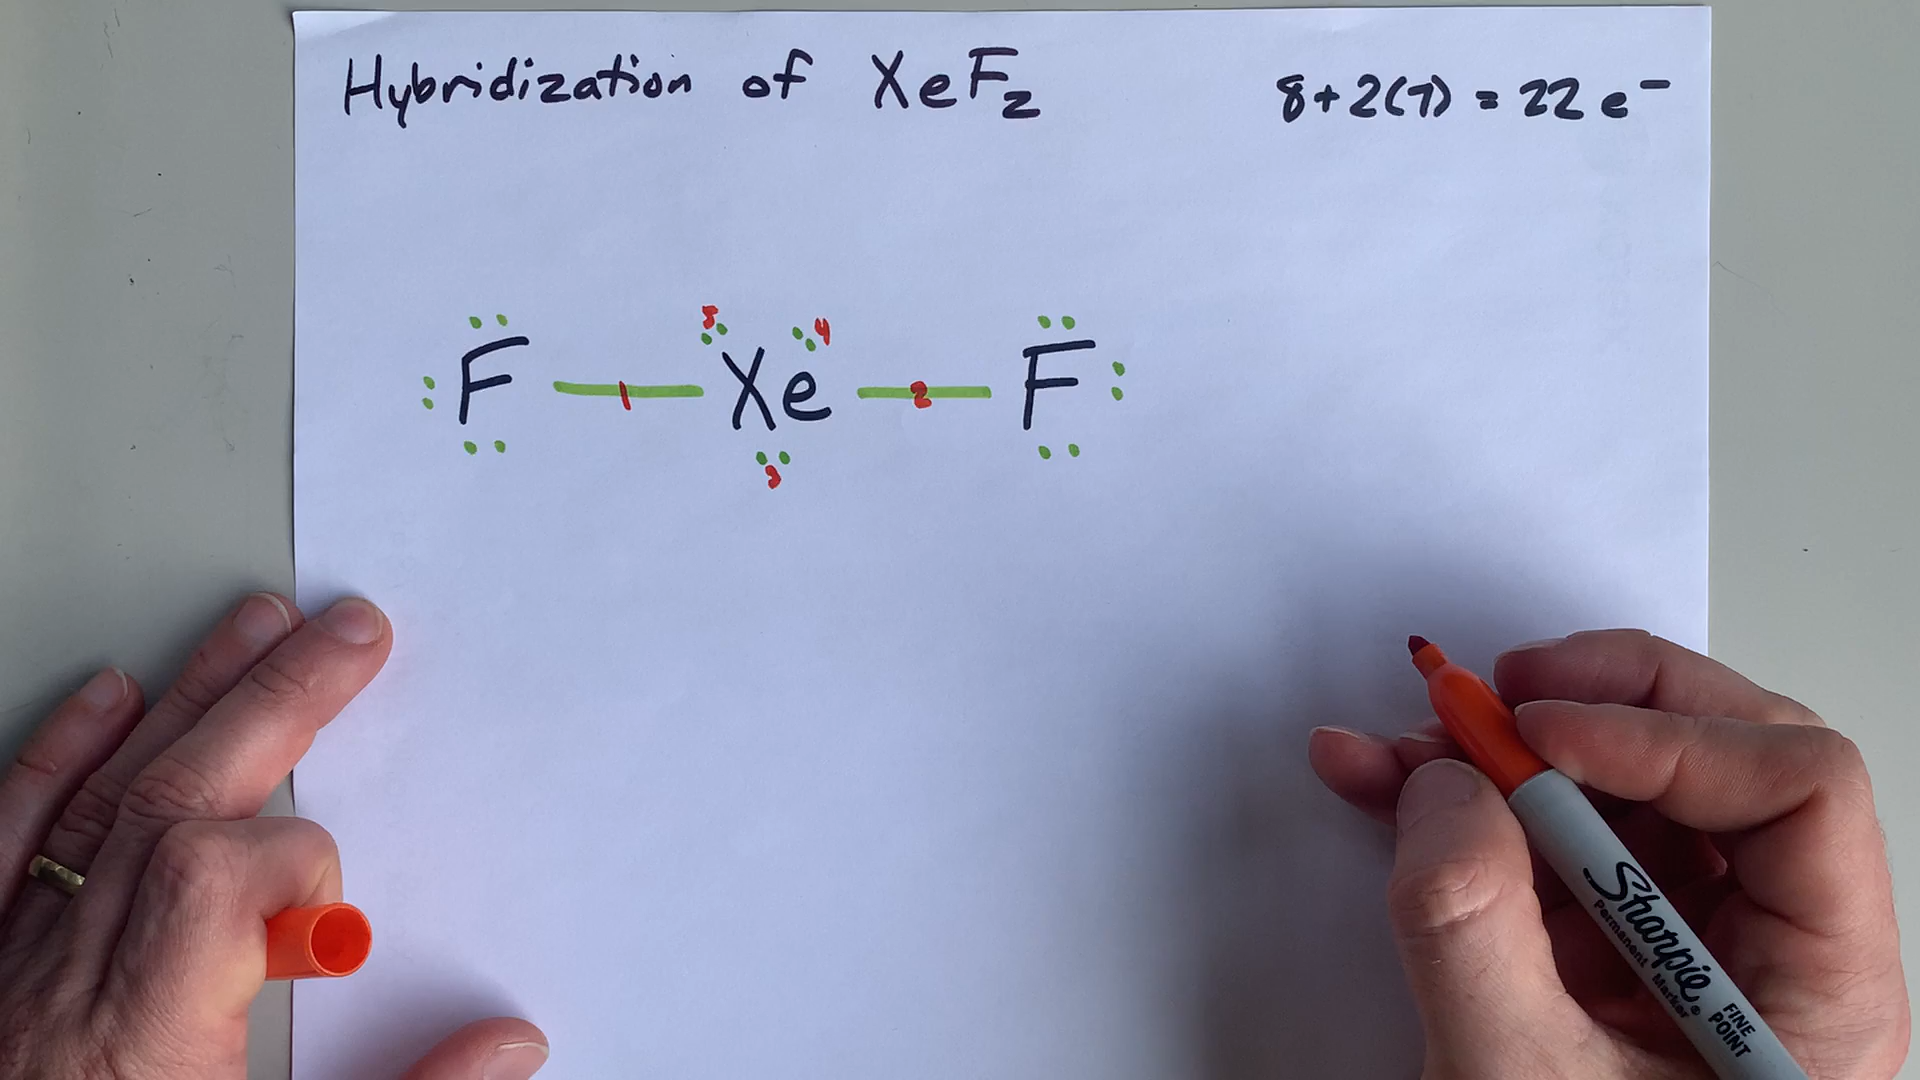 Hybridization of XeF₂
8+2(7) = 22 e⁻
5 4
F — Xe — F
1 2
3
Sharpie®
Permanent Marker
FINE
POINT